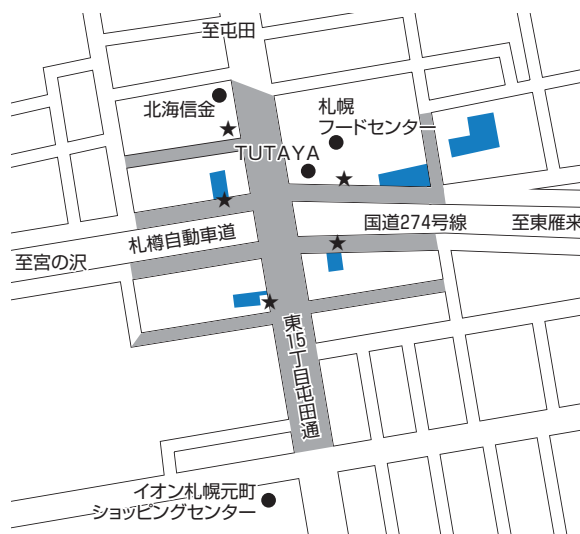 至屯田
北海信金
札幌
フードセンター
TUTAYA
国道274号線
至東雁来
札樽自動車道
至宮の沢
東15丁目屯田通
イオン札幌元町
ショッピングセンター